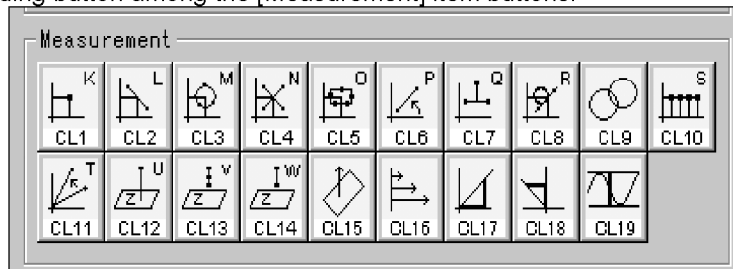 ding button among the [Measurement] item buttons.
Measurement
K L M N O P Q R S
CL1 CL2 CL3 CL4 CL5 CL6 CL7 CL8 CL9 CL10
T U V W
Z Z Z
CL11 CL12 CL13 CL14 CL15 CL16 CL17 CL18 CL19